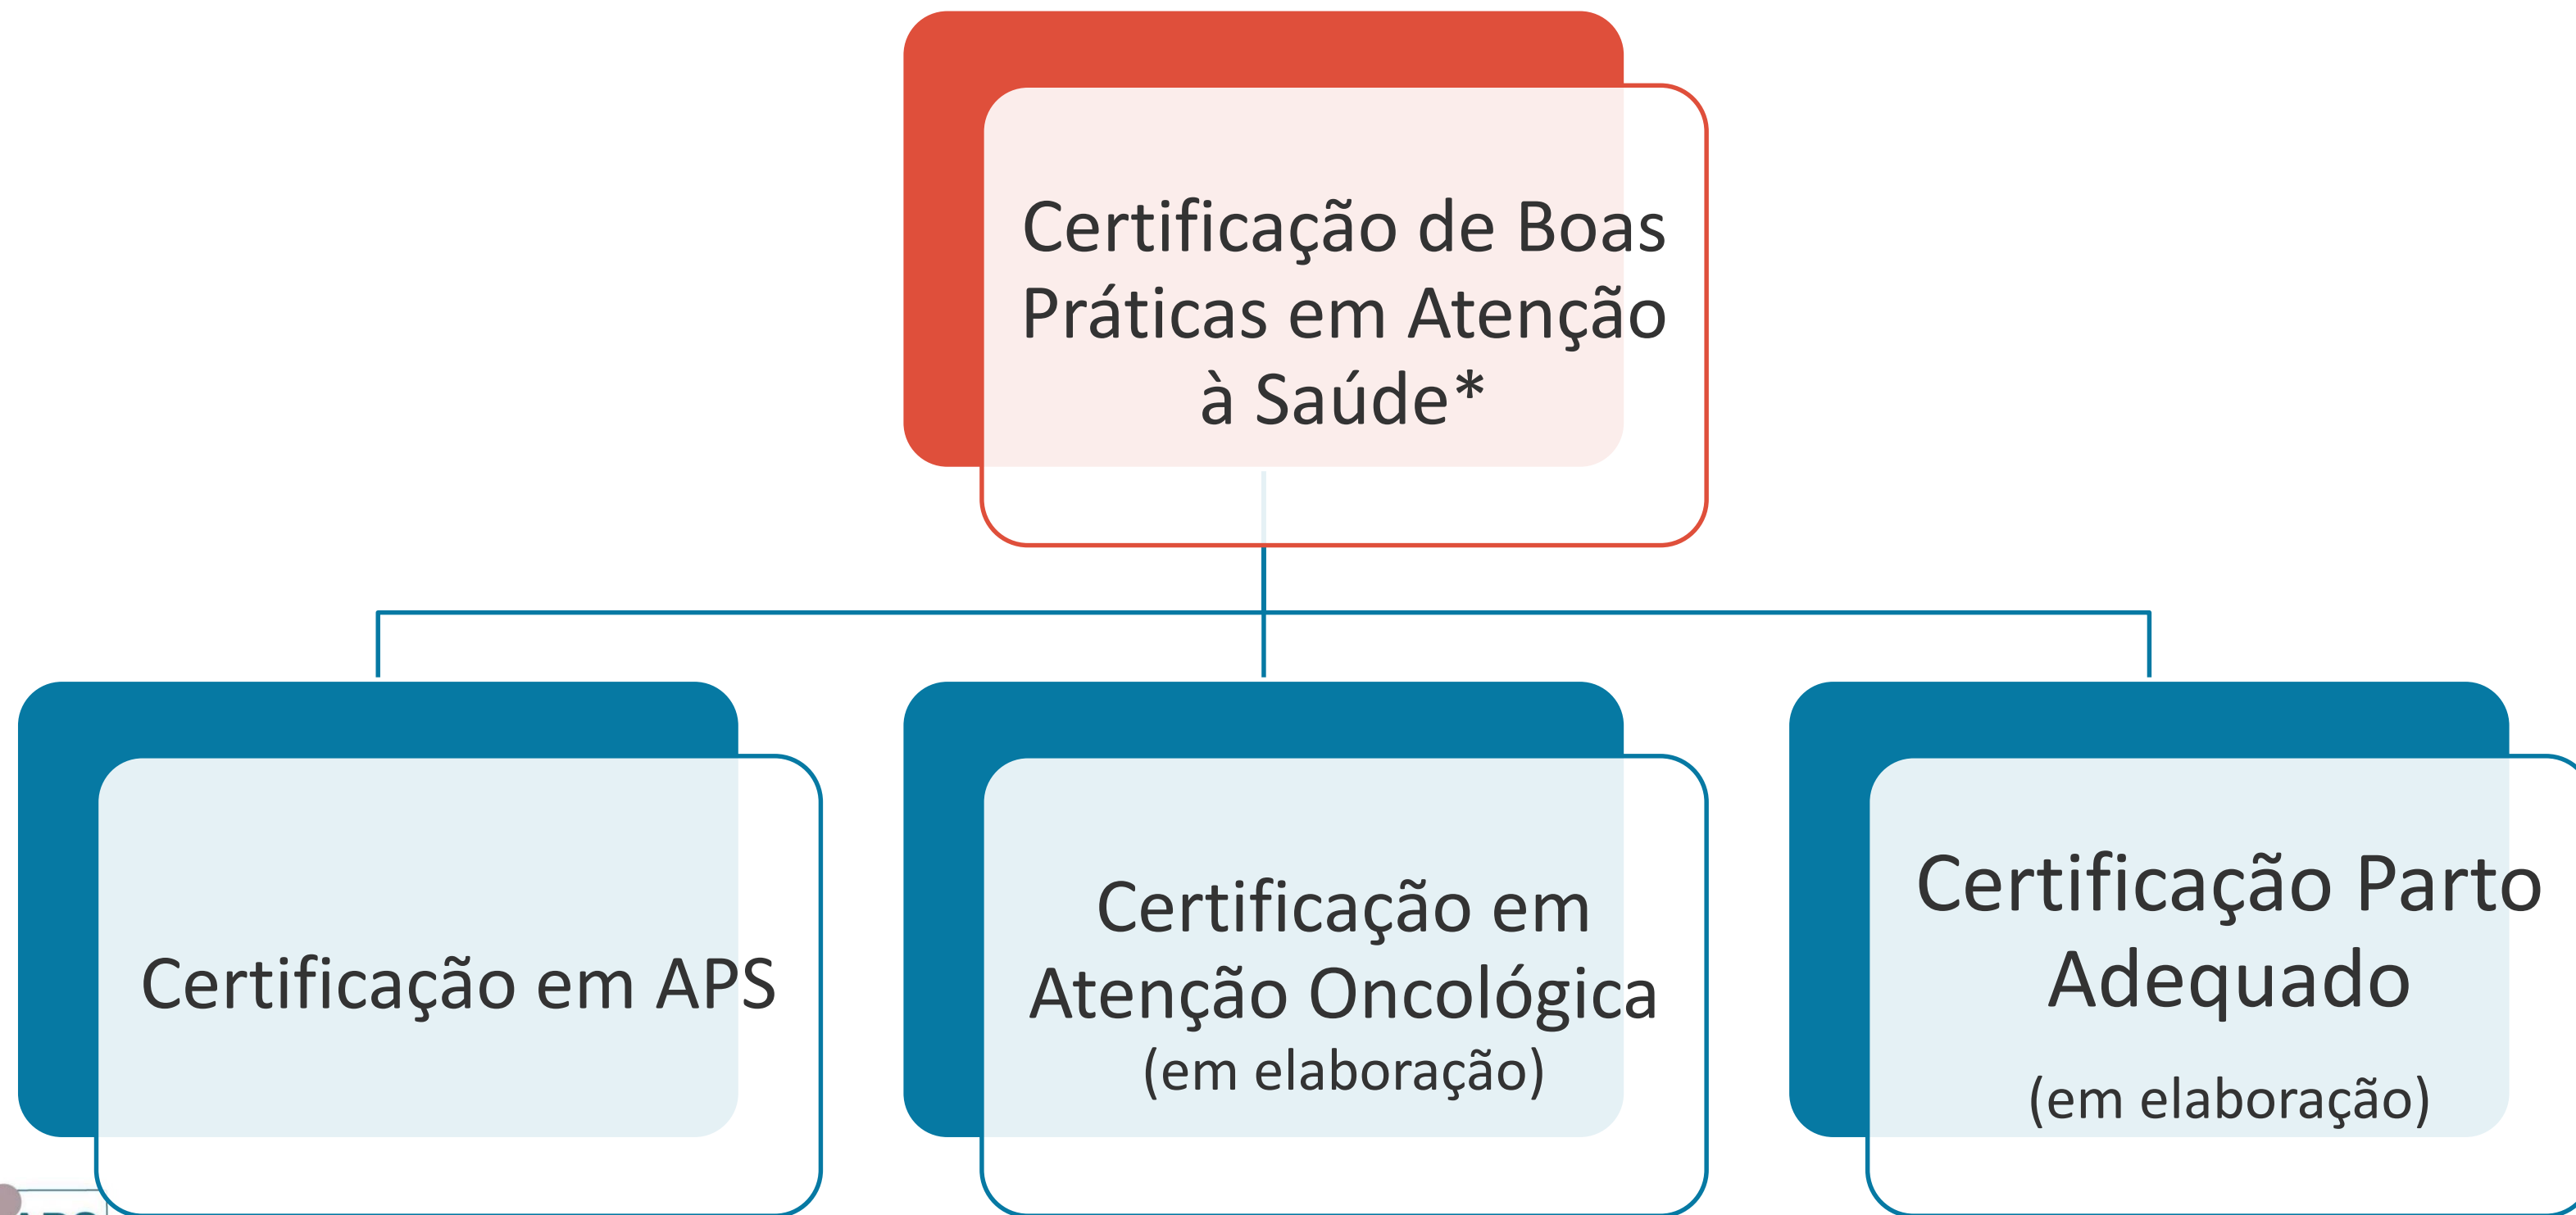 Certificação de Boas
Práticas em Atenção
à Saúde*
Certificação em APS
Certificação em
Atenção Oncológica
(em elaboração)
Certificação Parto
Adequado
(em elaboração)